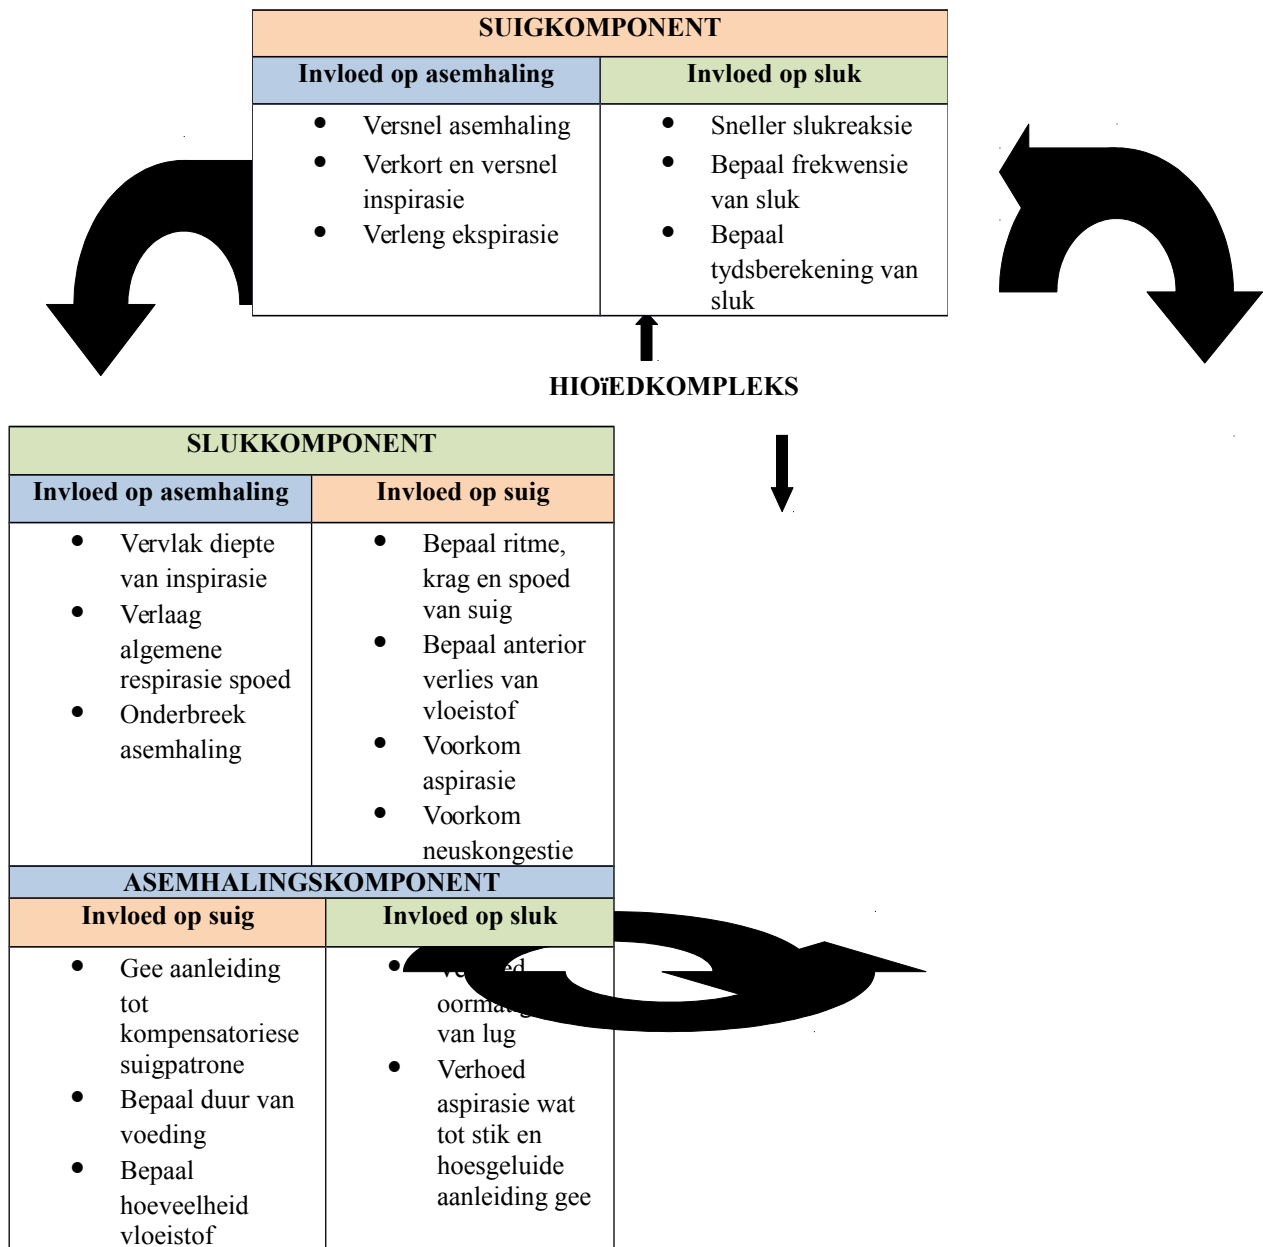 SUIGKOMPONENT
Invloed op asemhaling
Invloed op sluk
• Versnel asemhaling
• Verkort en versnel
inspirasie
• Verleng ekspirasie
• Sneller slukreaksie
• Bepaal frekwensie
van sluk
• Bepaal
tydsberekening van
sluk
HIOïEDKOMPLEKS
SLUKKOMPONENT
Invloed op asemhaling
Invloed op suig
• Vervlak diepte
van inspirasie
• Verlaag
algemene
respirasie spoed
• Onderbreek
asemhaling
• Bepaal ritme,
krag en spoed
van suig
• Bepaal anterior
verlies van
vloeistof
• Voorkom
aspirasie
• Voorkom
neuskongestie
ASEMHALINGSKOMPONENT
Invloed op suig
Invloed op sluk
• Gee aanleiding
tot
kompensatoriese
suigpatrone
• Bepaal duur van
voeding
• Bepaal
hoeveelheid
vloeistof
•
van lug
• Verhoed
aspirasie wat
tot stik en
hoesgeluide
aanleiding gee